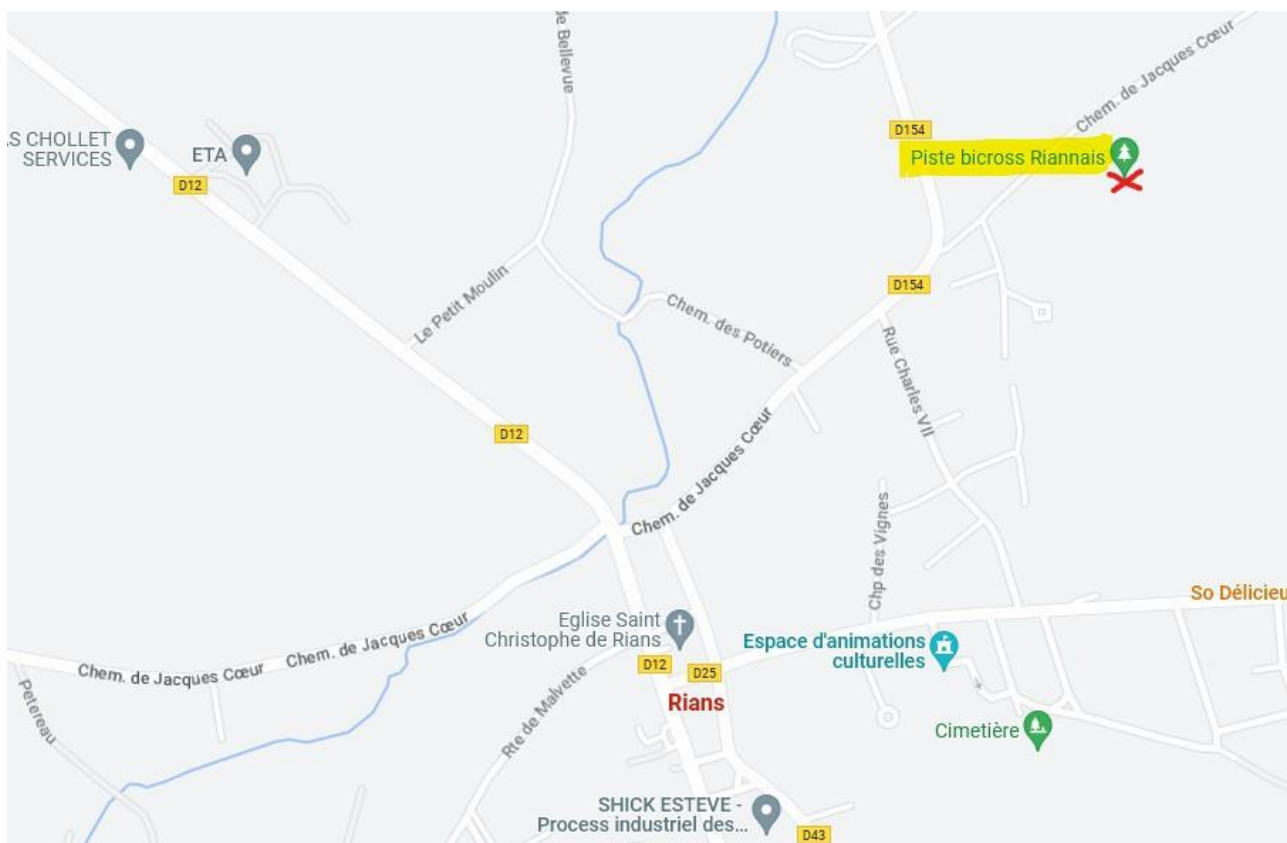 de Bellevue
Chem. de Jacques Cœur
D154
AS CHOLLET
SERVICES
ETA
Piste bicross Riannais
D12
Le Petit Moulin
Chem. des Potiers
D154
Rue Charles VII
D12
Chem. de Jacques Cœur
Chp des Vignes
So Délicieu
Eglise Saint
Christophe de Rians
Espace d'animations
culturelles
Chem. de Jacques Cœur
Chem. de Jacques Cœur
D12
D25
Rians
Petereau
Rte de Malvette
Cimetière
SHICK ESTEVE -
Process industriel des...
D43